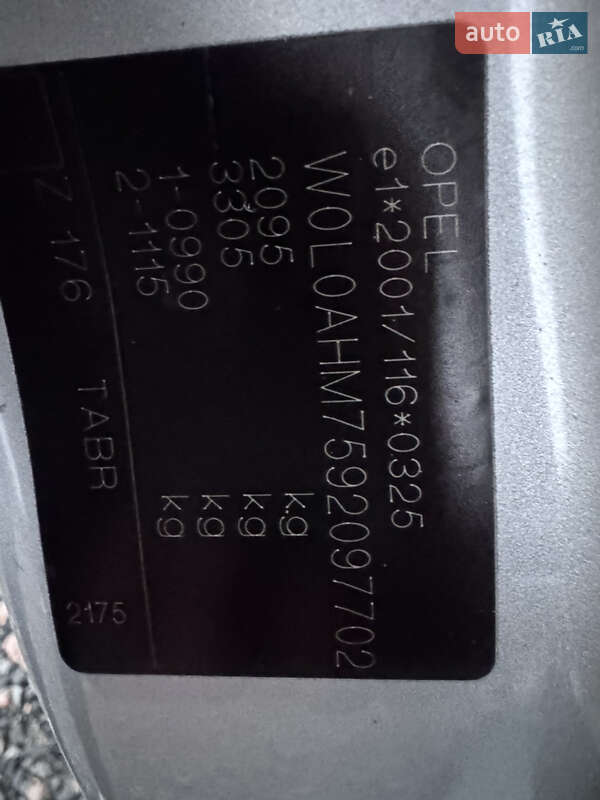 auto RIA.com
OPEL
e1*2001/116*0325
W0L0AHM7592097702
2095 kg
3305 kg
1-0990 kg
2-1115 kg
Z 176 TABR 2175